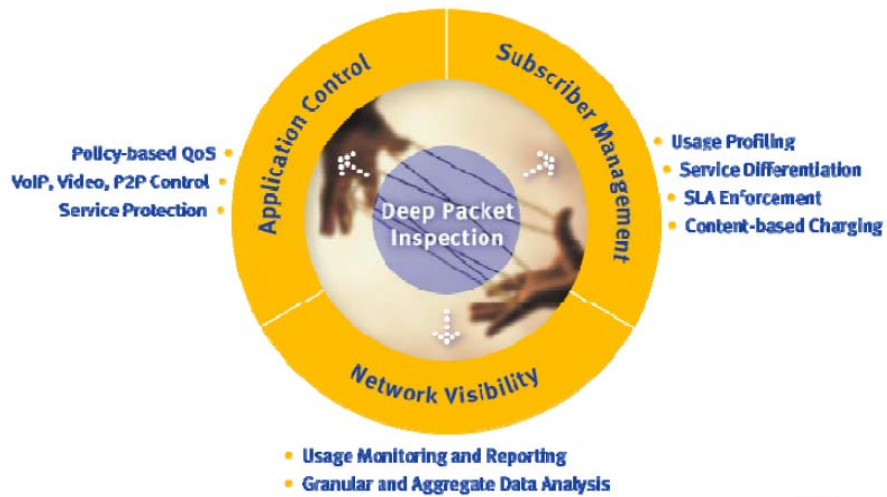 Application Control
Subscriber Management
Policy-based QoS
VoIP, Video, P2P Control
Service Protection
Usage Profiling
Service Differentiation
SLA Enforcement
Content-based Charging
Deep Packet
Inspection
Network Visibility
Usage Monitoring and Reporting
Granular and Aggregate Data Analysis